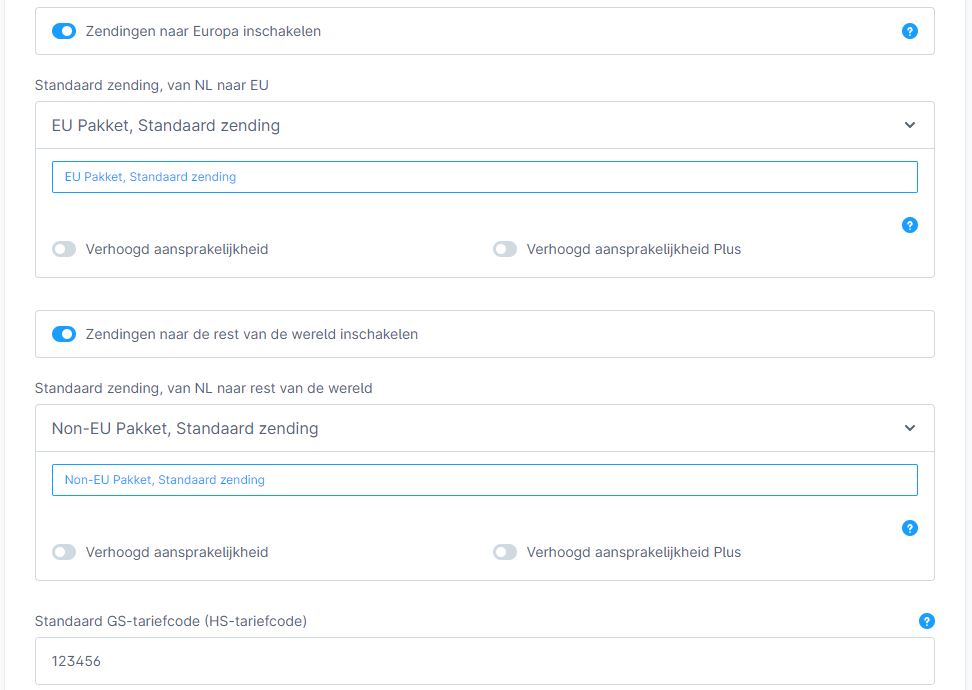 Zendingen naar Europa inschakelen
?
Standaard zending, van NL naar EU
EU Pakket, Standaard zending
EU Pakket, Standaard zending
?
Verhoogd aansprakelijkheid
Verhoogd aansprakelijkheid Plus
Zendingen naar de rest van de wereld inschakelen
Standaard zending, van NL naar rest van de wereld
Non-EU Pakket, Standaard zending
Non-EU Pakket, Standaard zending
?
Verhoogd aansprakelijkheid
Verhoogd aansprakelijkheid Plus
Standaard GS-tariefcode (HS-tariefcode)
?
123456